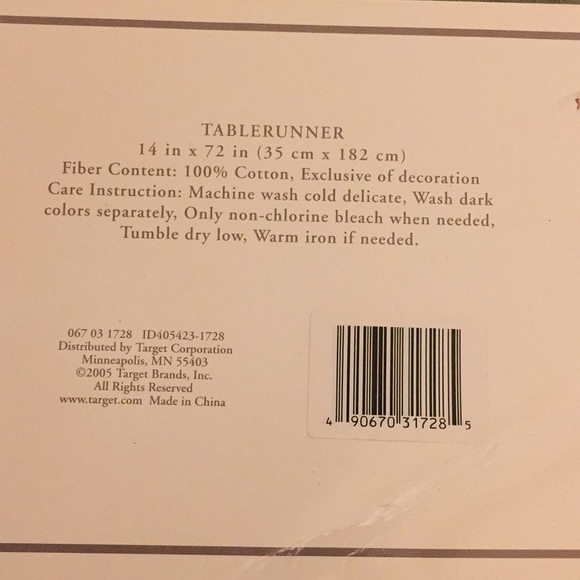 TABLERUNNER
14 in x 72 in (35 cm x 182 cm)
Fiber Content: 100% Cotton, Exclusive of decoration
Care Instruction: Machine wash cold delicate, Wash dark
colors separately, Only non-chlorine bleach when needed,
Tumble dry low, Warm iron if needed.
067 03 1728 ID405423-1728
Distributed by Target Corporation
Minneapolis, MN 55403
©2005 Target Brands, Inc.
All Rights Reserved
www.target.com Made in China
4 90670 31728 5